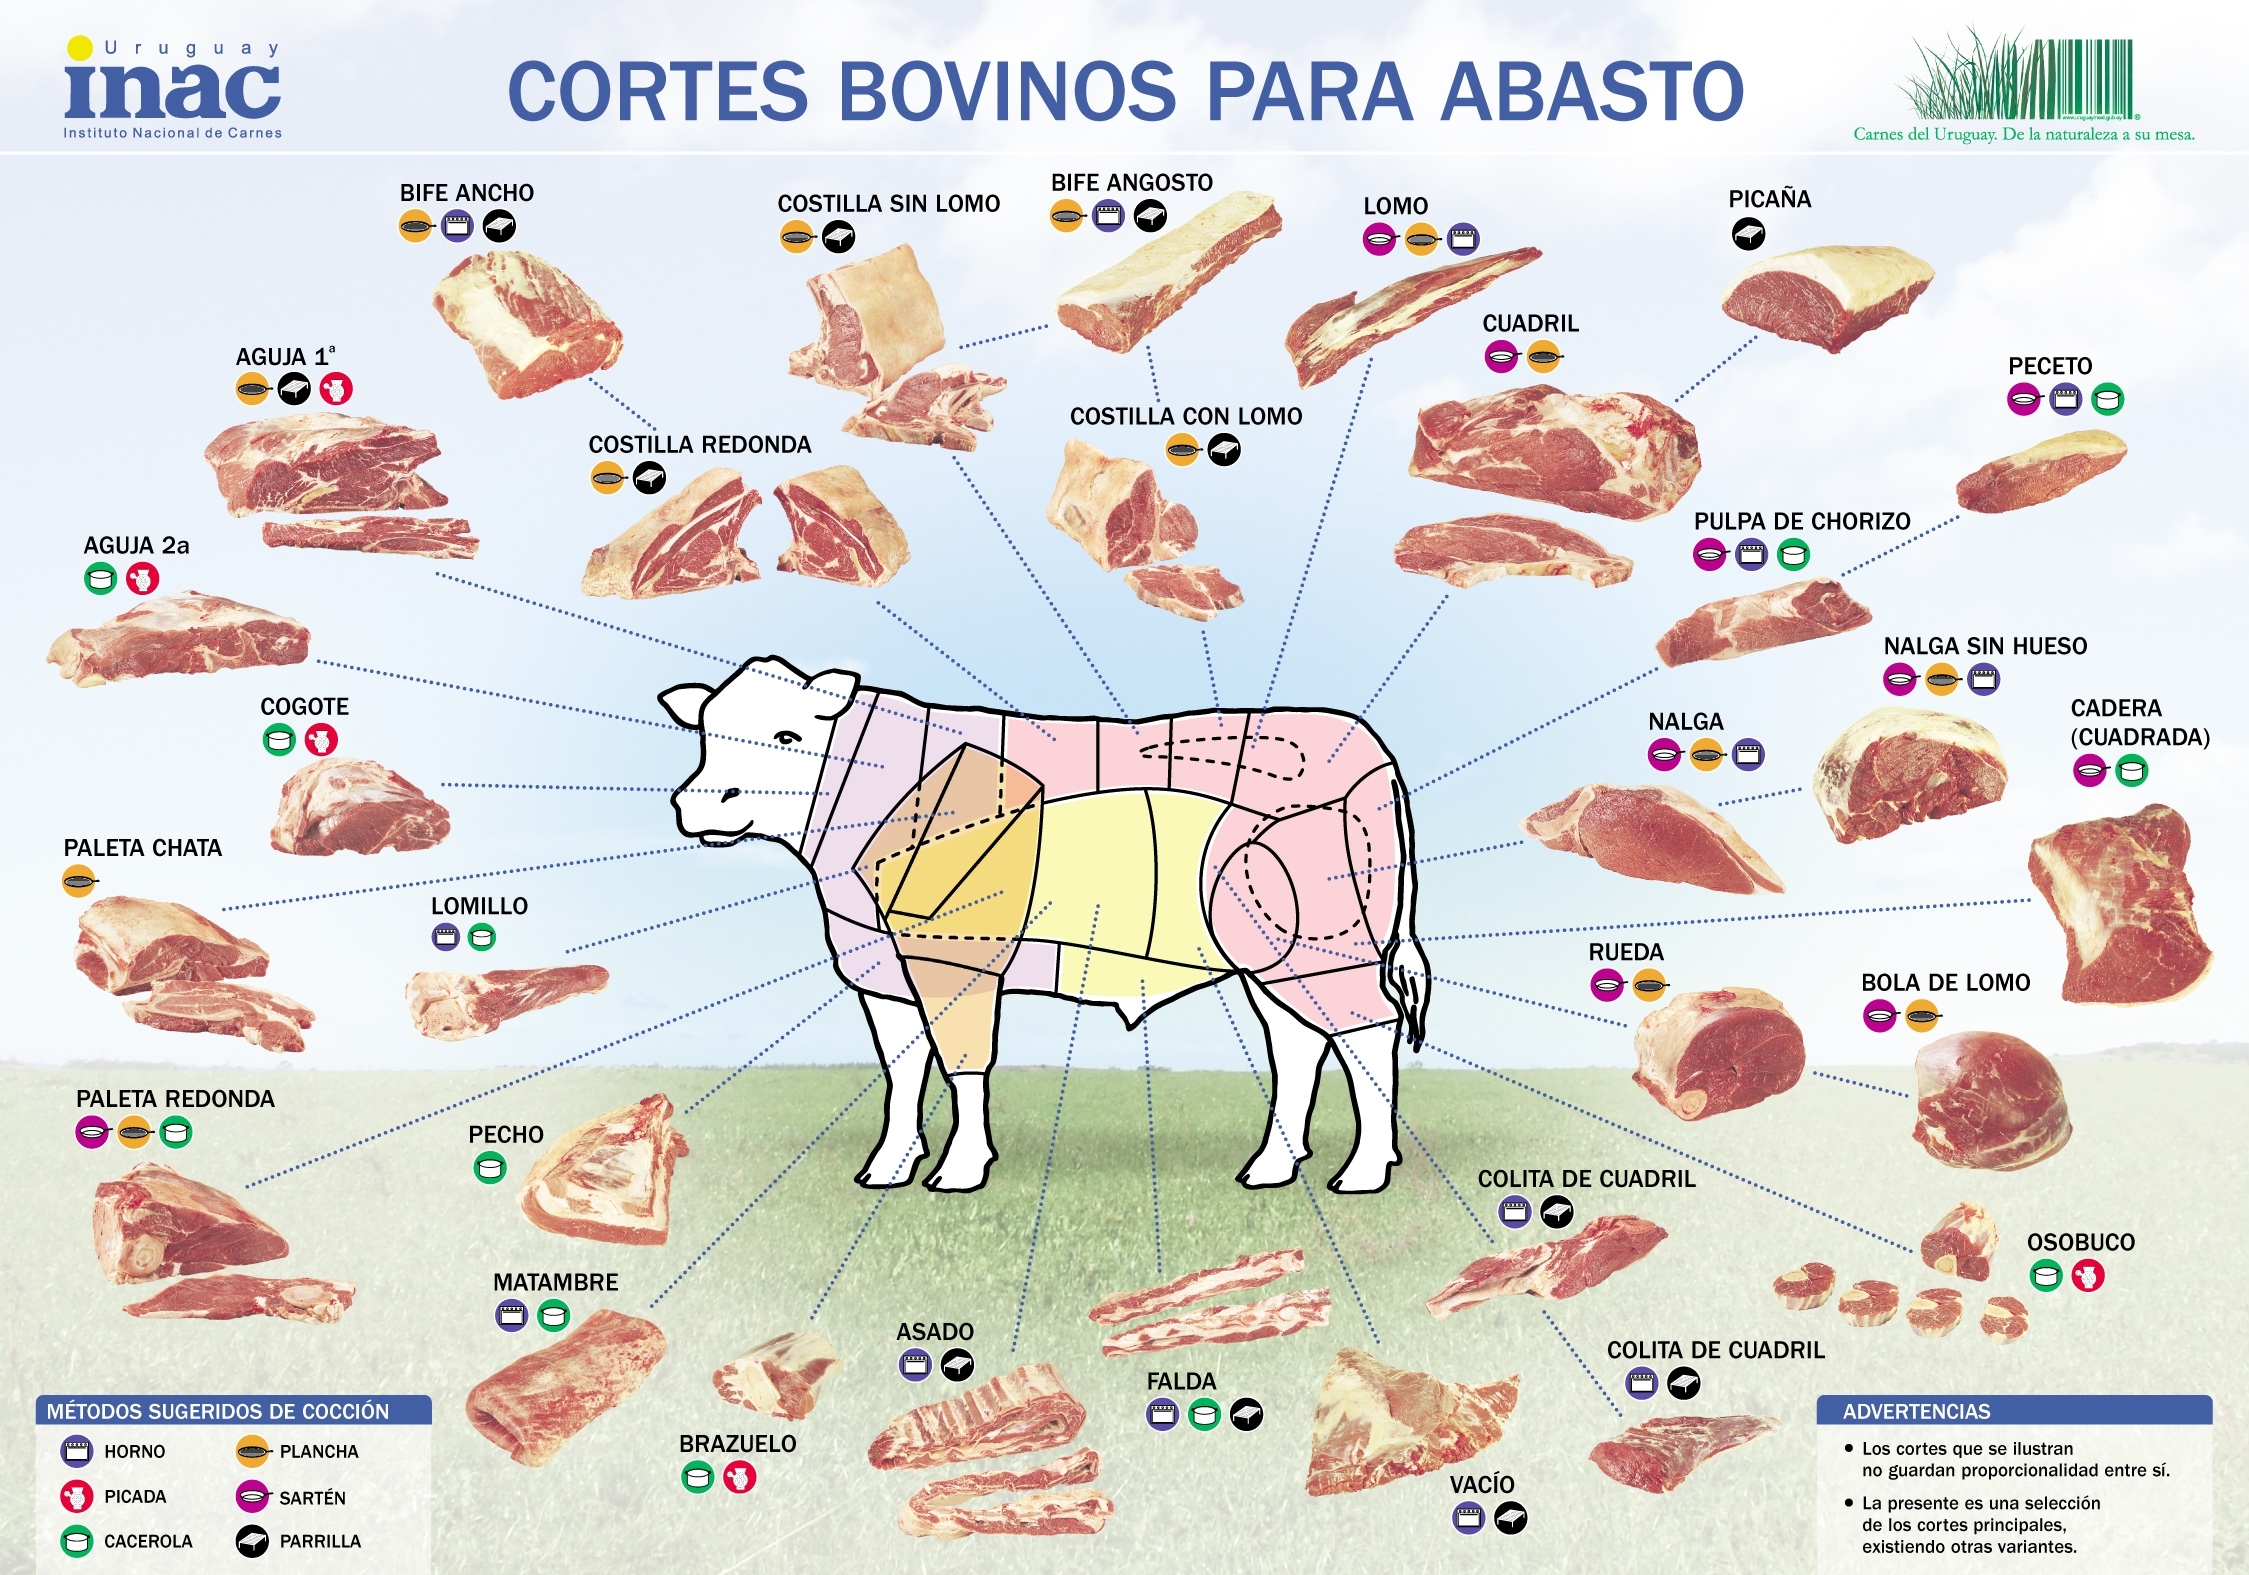 Uruguay
inac
Instituto Nacional de Carnes
CORTES BOVINOS PARA ABASTO
Carnes del Uruguay. De la naturaleza a su mesa.
BIFE ANCHO
COSTILLA SIN LOMO
BIFE ANGOSTO
LOMO
PICAÑA
CUADRIL
AGUJA 1ª
PECETO
COSTILLA CON LOMO
COSTILLA REDONDA
PULPA DE CHORIZO
AGUJA 2a
NALGA SIN HUESO
COGOTE
NALGA
CADERA
(CUADRADA)
PALETA CHATA
LOMILLO
RUEDA
BOLA DE LOMO
PALETA REDONDA
PECHO
COLITA DE CUADRIL
OSOBUCO
MATAMBRE
ASADO
COLITA DE CUADRIL
FALDA
BRAZUELO
VACÍO
MÉTODOS SUGERIDOS DE COCCIÓN
HORNO
PLANCHA
PICADA
SARTÉN
CACEROLA
PARRILLA
ADVERTENCIAS
• Los cortes que se ilustran
no guardan proporcionalidad entre sí.
• La presente es una selección
de los cortes principales,
existiendo otras variantes.